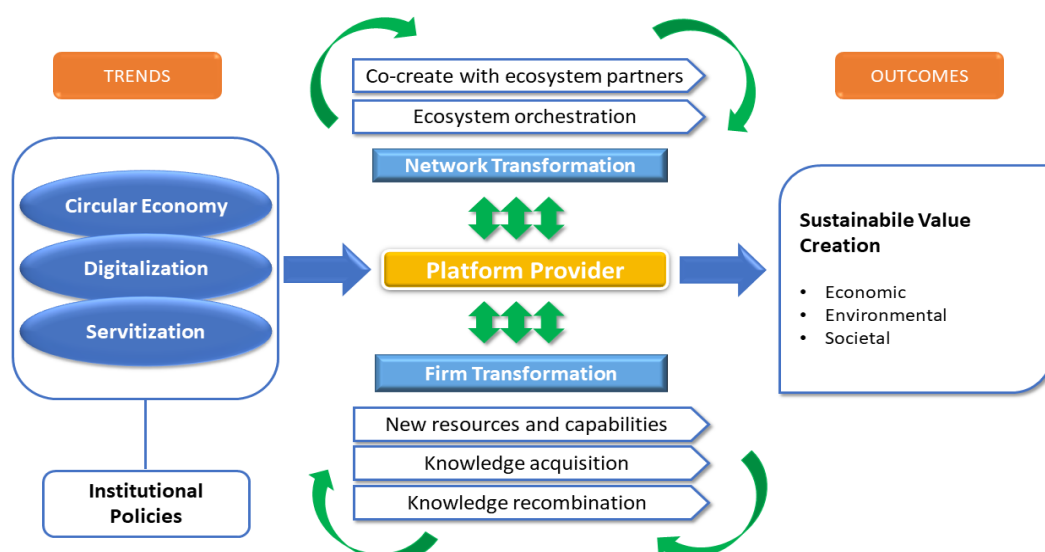 TRENDS
Circular Economy
Digitalization
Servitization
Institutional
Policies
Co-create with ecosystem partners
Ecosystem orchestration
Network Transformation
Platform Provider
Firm Transformation
New resources and capabilities
Knowledge acquisition
Knowledge recombination
OUTCOMES
Sustainabile Value
Creation
• Economic
• Environmental
• Societal